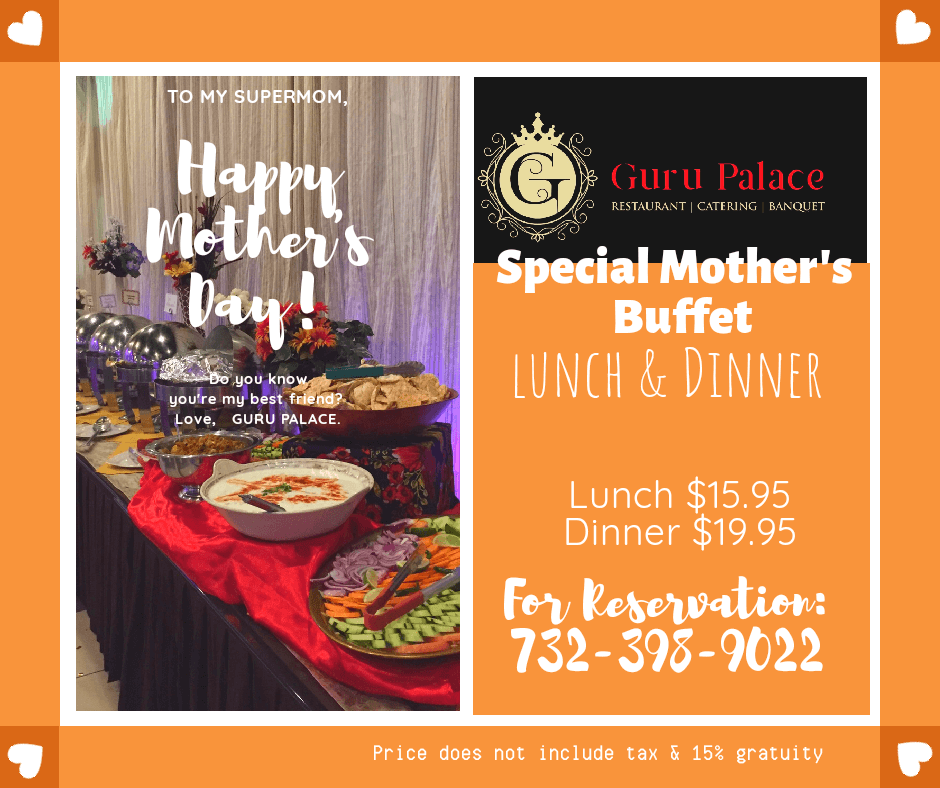 TO MY SUPERMOM,
Happy
Mother's
Day!
Do you know
you're my best friend?
Love, GURU PALACE.
G
Guru Palace
RESTAURANT | CATERING | BANQUET
Special Mother's
Buffet
LUNCH & DINNER
Lunch $15.95
Dinner $19.95
For Reservation:
732-398-9022
Price does not include tax & 15% gratuity